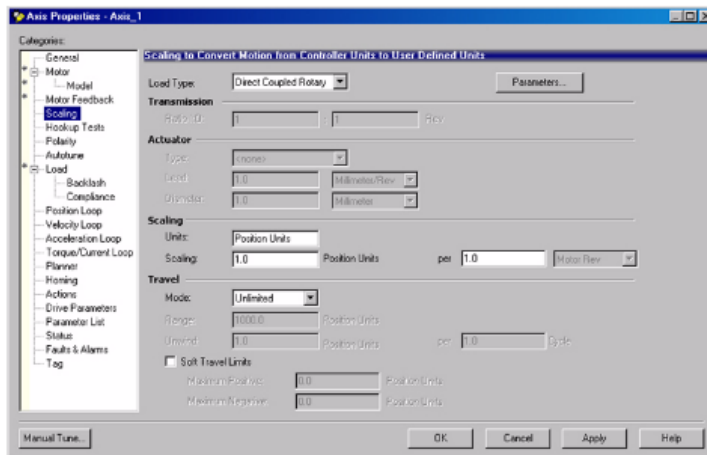 Axis Properties - Axis_1
Categories:
General
Motor
Model
Motor Feedback
Scaling
Hookup Tests
Polarity
Autotune
Load
Backlash
Compliance
Position Loop
Velocity Loop
Acceleration Loop
Torque/Current Loop
Planner
Homing
Actions
Drive Parameters
Parameter List
Status
Faults & Alarms
Tag
Scaling to Convert Motion from Controller Units to User Defined Units
Load Type: Direct Coupled Rotary Parameters...
Transmission
Ratio I:O: 1 : 1 Rev
Actuator
Type: <none>
Lead: 1.0 Millimeter/Rev
Diameter: 1.0 Millimeter
Scaling
Units: Position Units
Scaling: 1.0 Position Units per 1.0 Motor Rev
Travel
Mode: Unlimited
Range: 1000.0 Position Units
Unwind: 1.0 Position Units per 1.0 Cycle
Soft Travel Limits
Maximum Positive: 0.0 Position Units
Maximum Negative: 0.0 Position Units
Manual Tune... OK Cancel Apply Help